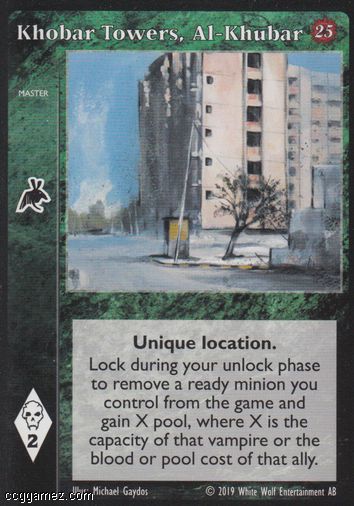 Khobar Towers, Al-Khubar 25
MASTER
Unique location.
Lock during your unlock phase
to remove a ready minion you
control from the game and
gain X pool, where X is the
capacity of that vampire or the
blood or pool cost of that ally.
2
Illus: Michael Gaydos © 2019 White Wolf Entertainment AB
ccggamez.com